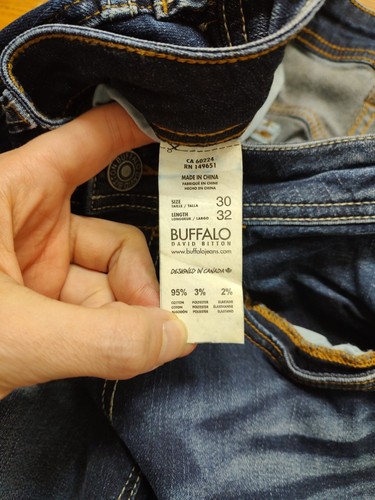 CA 60224
RN 149651
MADE IN CHINA
FABRIQUÉ EN CHINE
HECHO EN CHINA
SIZE 30
TAILLE / TALLA
LENGTH 32
LONGUEUR / LARGO
BUFFALO
DAVID BITTON
www.buffalojeans.com
DESIGNED IN CANADA
95% 3% 2%
COTTON POLYESTER ELASTANE
COTON POLYESTER ÉLASTHANNE
ALGODÓN POLIÉSTER ELASTANO
BUFFALO